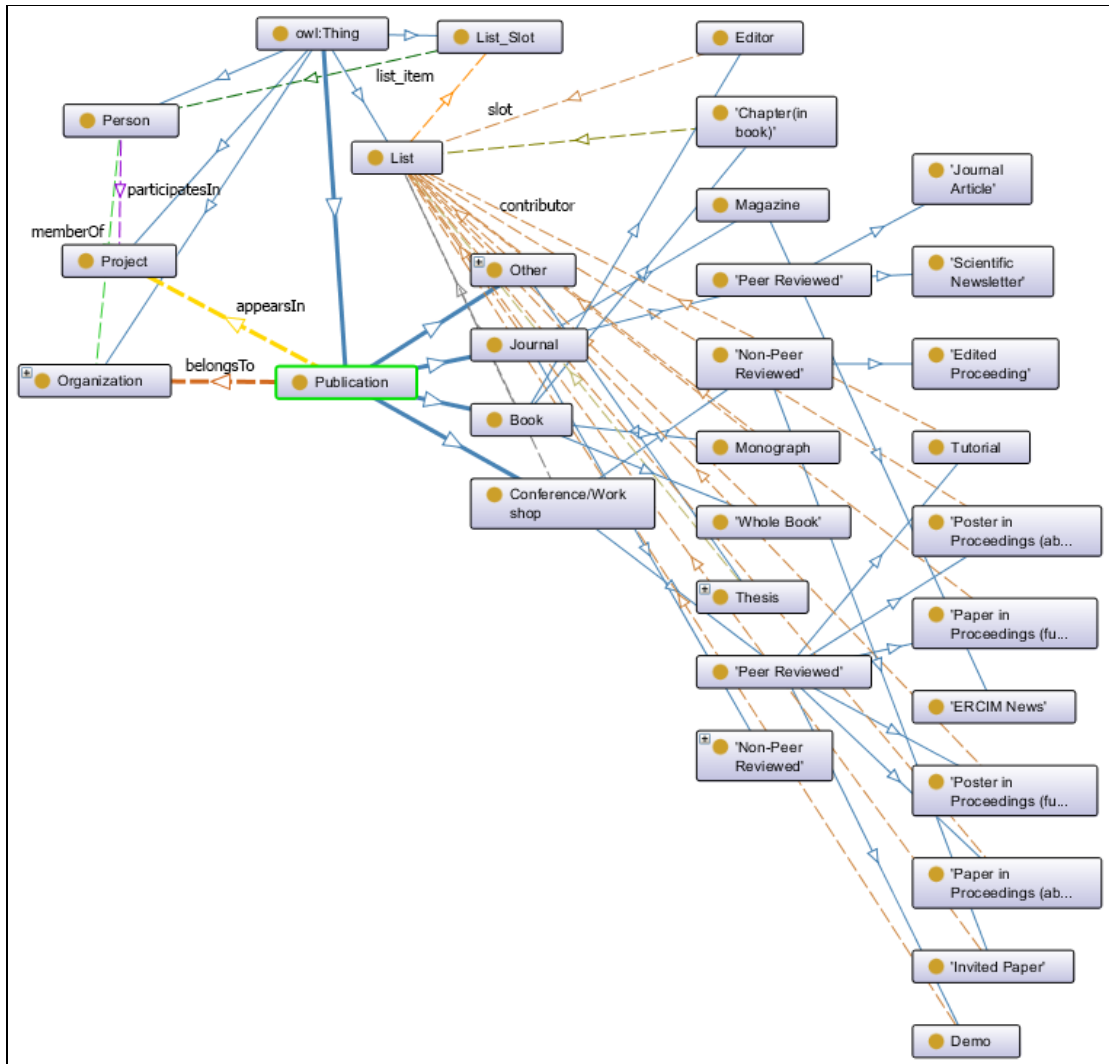 owl:Thing
List_Slot
Editor
list_item
Person
slot
'Chapter(in
book)'
List
'Journal
Article'
participatesIn
contributor
Magazine
memberOf
Project
Other
'Peer Reviewed'
'Scientific
Newsletter'
appearsIn
Journal
'Non-Peer
Reviewed'
'Edited
Proceeding'
belongsTo
Organization
Publication
Book
Monograph
Tutorial
Conference/Work
shop
'Whole Book'
'Poster in
Proceedings (ab...
Thesis
'Paper in
Proceedings (fu...
'Peer Reviewed'
'ERCIM News'
'Non-Peer
Reviewed'
'Poster in
Proceedings (fu...
'Paper in
Proceedings (ab...
'Invited Paper'
Demo